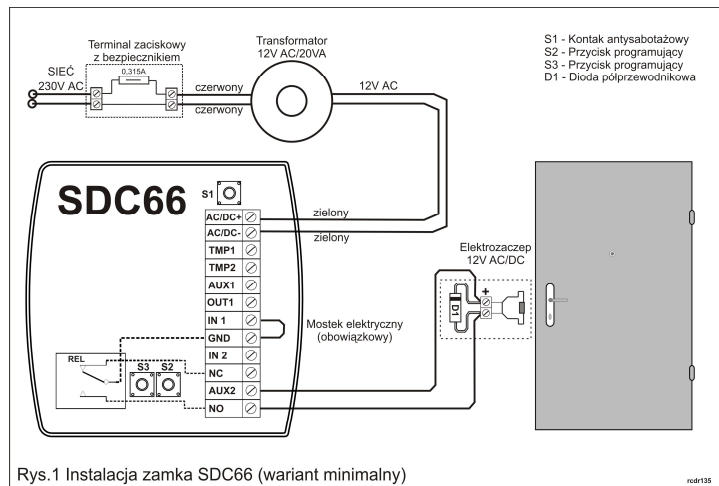 Terminal zaciskowy
z bezpiecznikiem
Transformator
12V AC/20VA
S1 - Kontak antysabotażowy
S2 - Przycisk programujący
S3 - Przycisk programujący
D1 - Dioda półprzewodnikowa
SIEĆ
230V AC
0,315A
czerwony
czerwony
12V AC
SDC66
S1
AC/DC+
AC/DC-
TMP1
TMP2
AUX1
OUT1
IN 1
GND
IN 2
NC
AUX2
NO
zielony
zielony
Elektrozaczep
12V AC/DC
D1
+
Mostek elektryczny
(obowiązkowy)
REL
S3
S2
Rys.1 Instalacja zamka SDC66 (wariant minimalny)
rcdr135